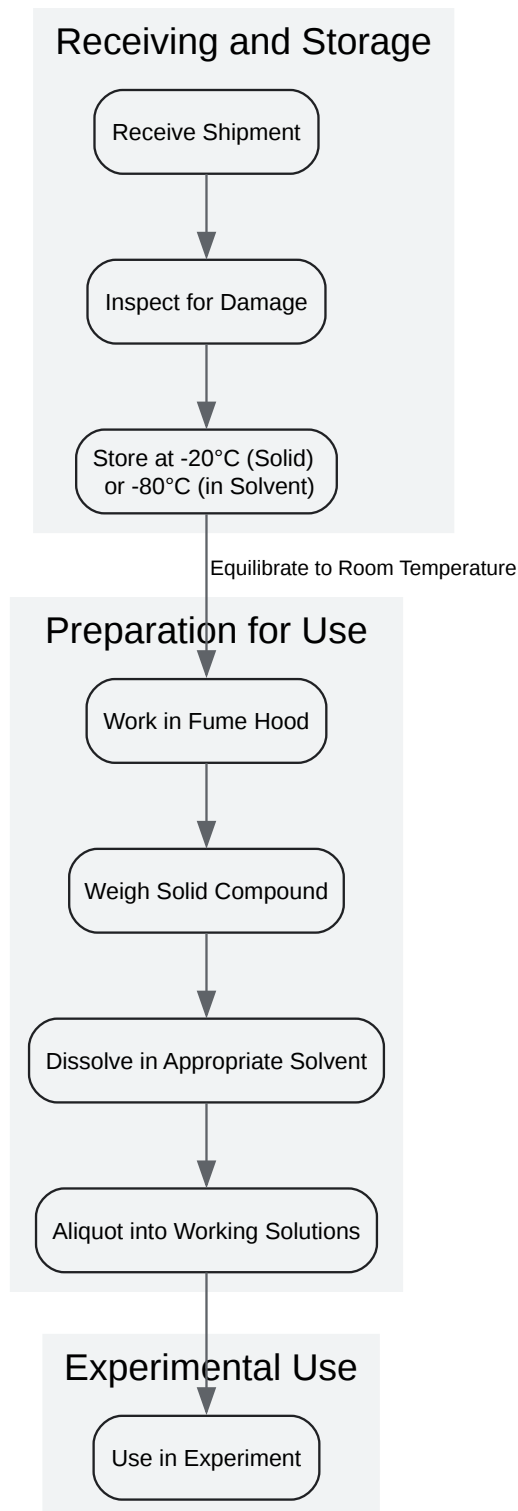 Receiving and Storage
Receive Shipment
Inspect for Damage
Store at -20°C (Solid)
or -80°C (in Solvent)
Equilibrate to Room Temperature
Preparation for Use
Work in Fume Hood
Weigh Solid Compound
Dissolve in Appropriate Solvent
Aliquot into Working Solutions
Experimental Use
Use in Experiment